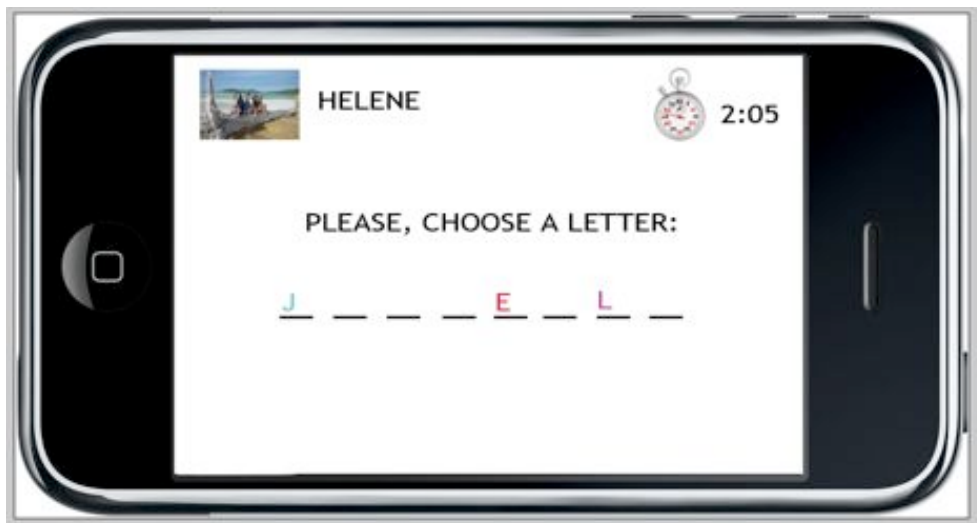 HELENE
2:05
PLEASE, CHOOSE A LETTER:
J _ _ _ E _ L _